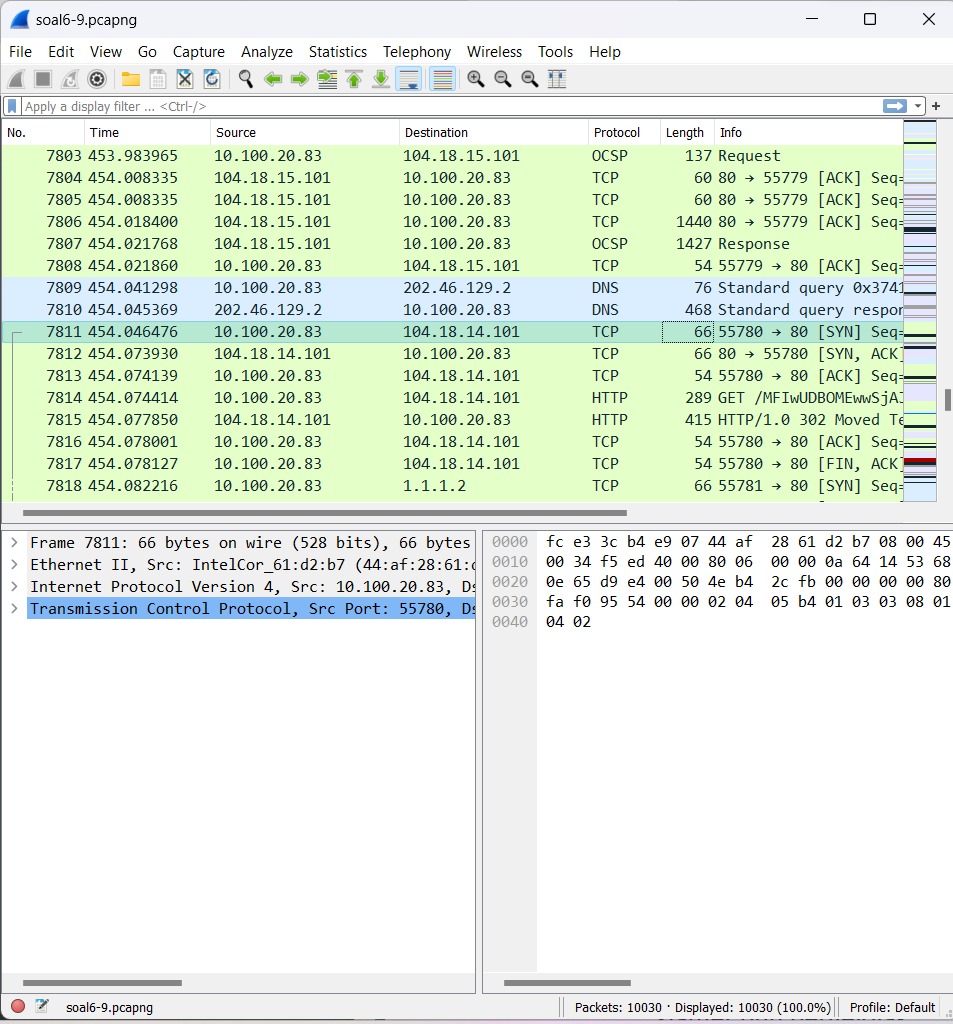 soal6-9.pcapng
File Edit View Go Capture Analyze Statistics Telephony Wireless Tools Help
Apply a display filter ... <Ctrl-/>
No. Time Source Destination Protocol Length Info
7803 453.983965 10.100.20.83 104.18.15.101 OCSP 137 Request
7804 454.008335 104.18.15.101 10.100.20.83 TCP 60 80 → 55779 [ACK] Seq=
7805 454.008335 104.18.15.101 10.100.20.83 TCP 60 80 → 55779 [ACK] Seq=
7806 454.018400 104.18.15.101 10.100.20.83 TCP 1440 80 → 55779 [ACK] Seq=
7807 454.021768 104.18.15.101 10.100.20.83 OCSP 1427 Response
7808 454.021860 10.100.20.83 104.18.15.101 TCP 54 55779 → 80 [ACK] Seq=
7809 454.041298 10.100.20.83 202.46.129.2 DNS 76 Standard query 0x3741
7810 454.045369 202.46.129.2 10.100.20.83 DNS 468 Standard query respon
7811 454.046476 10.100.20.83 104.18.14.101 TCP 66 55780 → 80 [SYN] Seq=
7812 454.073930 104.18.14.101 10.100.20.83 TCP 66 80 → 55780 [SYN, ACK]
7813 454.074139 10.100.20.83 104.18.14.101 TCP 54 55780 → 80 [ACK] Seq=
7814 454.074414 10.100.20.83 104.18.14.101 HTTP 289 GET /MFIwUDBOMEwwSjAJ
7815 454.077850 104.18.14.101 10.100.20.83 HTTP 415 HTTP/1.0 302 Moved Te
7816 454.078001 10.100.20.83 104.18.14.101 TCP 54 55780 → 80 [ACK] Seq=
7817 454.078127 10.100.20.83 104.18.14.101 TCP 54 55780 → 80 [FIN, ACK]
7818 454.082216 10.100.20.83 1.1.1.2 TCP 66 55781 → 80 [SYN] Seq=
Frame 7811: 66 bytes on wire (528 bits), 66 bytes
Ethernet II, Src: IntelCor_61:d2:b7 (44:af:28:61:d
Internet Protocol Version 4, Src: 10.100.20.83, Ds
Transmission Control Protocol, Src Port: 55780, Ds
0000 fc e3 3c b4 e9 07 44 af 28 61 d2 b7 08 00 45
0010 00 34 f5 ed 40 00 80 06 00 00 0a 64 14 53 68
0020 0e 65 d9 e4 00 50 4e b4 2c fb 00 00 00 00 80
0030 fa f0 95 54 00 00 02 04 05 b4 01 03 03 08 01
0040 04 02
soal6-9.pcapng
Packets: 10030 · Displayed: 10030 (100.0%)
Profile: Default